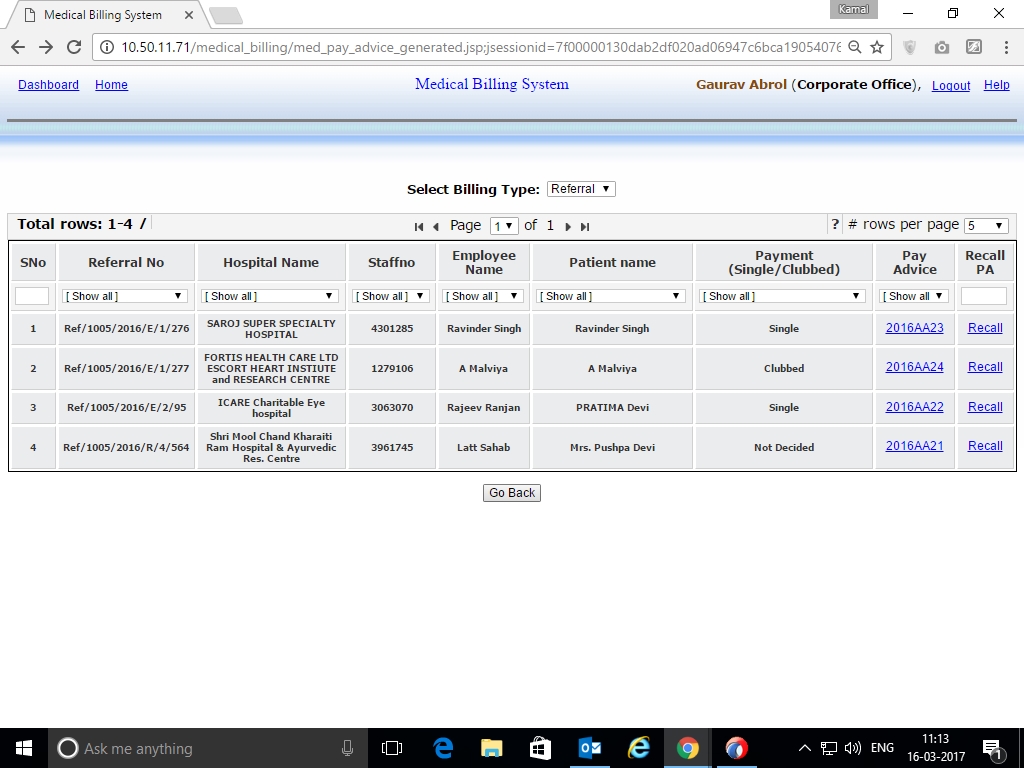 Medical Billing System
Kamal
10.50.11.71/medical_billing/med_pay_advice_generated.jsp;jsessionid=7f00000130dab2df020ad06947c6bca19054076
Dashboard Home Medical Billing System Gaurav Abrol (Corporate Office), Logout Help
Select Billing Type: Referral
Total rows: 1-4 / Page 1 of 1 ? # rows per page 5
SNo Referral No Hospital Name Staffno Employee Name Patient name Payment (Single/Clubbed) Pay Advice Recall PA
[ Show all ] [ Show all ] [ Show all ] [ Show all ] [ Show all ] [ Show all ] [ Show all
1 Ref/1005/2016/E/1/276 SAROJ SUPER SPECIALTY HOSPITAL 4301285 Ravinder Singh Ravinder Singh Single 2016AA23 Recall
2 Ref/1005/2016/E/1/277 FORTIS HEALTH CARE LTD ESCORT HEART INSTIUTE and RESEARCH CENTRE 1279106 A Malviya A Malviya Clubbed 2016AA24 Recall
3 Ref/1005/2016/E/2/95 ICARE Charitable Eye hospital 3063070 Rajeev Ranjan PRATIMA Devi Single 2016AA22 Recall
4 Ref/1005/2016/R/4/564 Shri Mool Chand Kharaiti Ram Hospital & Ayurvedic Res. Centre 3961745 Latt Sahab Mrs. Pushpa Devi Not Decided 2016AA21 Recall
Go Back
Ask me anything
ENG
11:13
16-03-2017
1